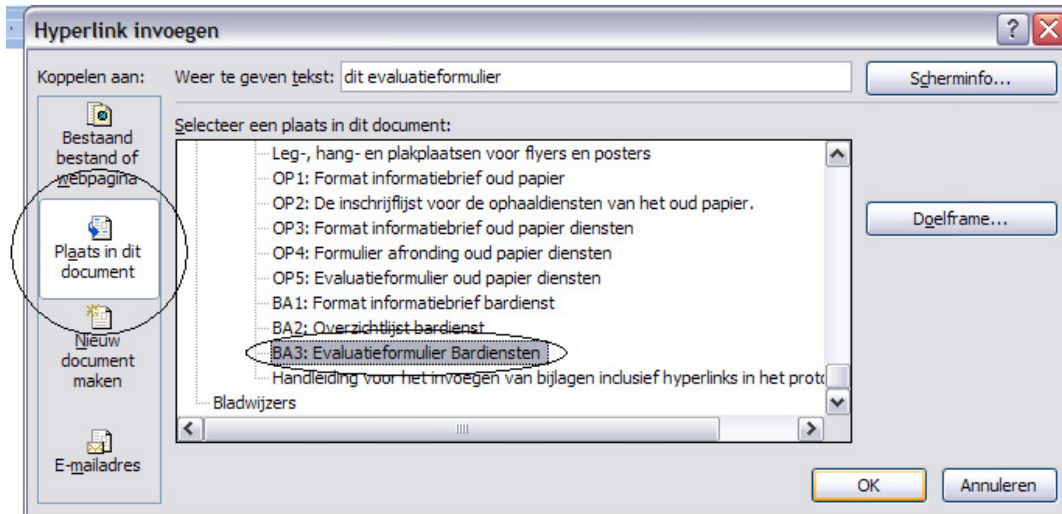 Hyperlink invoegen
Koppelen aan:
Weer te geven tekst: dit evaluatieformulier
Scherminfo...
Bestaand
bestand of
webpagina
Plaats in dit
document
Nieuw
document
maken
E-mailadres
Selecteer een plaats in dit document:
Leg-, hang- en plakplaatsen voor flyers en posters
OP1: Format informatiebrief oud papier
OP2: De inschrijflijst voor de ophaaldiensten van het oud papier.
OP3: Format informatiebrief oud papier diensten
OP4: Formulier afronding oud papier diensten
OP5: Evaluatieformulier oud papier diensten
BA1: Format informatiebrief bardienst
BA2: Overzichtlijst bardienst
BA3: Evaluatieformulier Bardiensten
Handleiding voor het invoegen van bijlagen inclusief hyperlinks in het proto
Bladwijzers
Doelframe...
OK
Annuleren